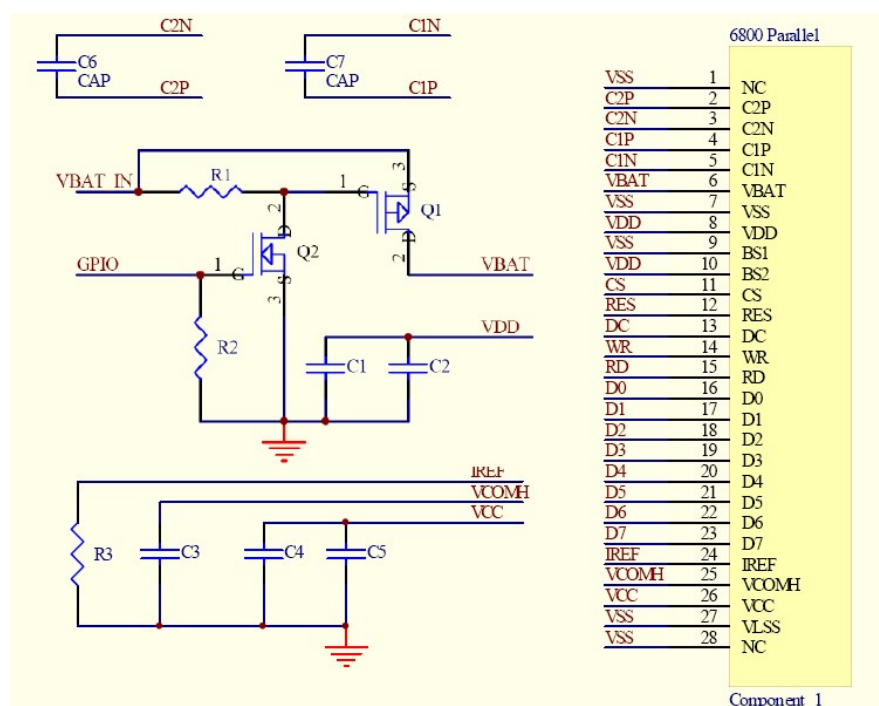 C2N
C6
CAP
C2P
C1N
C7
CAP
C1P
VBAT_IN
R1
1
G
3
S
Q1
D
2
VBAT
2
D
Q2
GPIO
1
G
S
3
R2
VDD
C1
C2
IREF
VCOMH
VCC
R3
C3
C4
C5
6800 Parallel
VSS 1 NC
C2P 2 C2P
C2N 3 C2N
C1P 4 C1P
C1N 5 C1N
VBAT 6 VBAT
VSS 7 VSS
VDD 8 VDD
VSS 9 BS1
VDD 10 BS2
CS 11 CS
RES 12 RES
DC 13 DC
WR 14 WR
RD 15 RD
D0 16 D0
D1 17 D1
D2 18 D2
D3 19 D3
D4 20 D4
D5 21 D5
D6 22 D6
D7 23 D7
IREF 24 IREF
VCOMH 25 VCOMH
VCC 26 VCC
VSS 27 VLSS
VSS 28 NC
Component_1